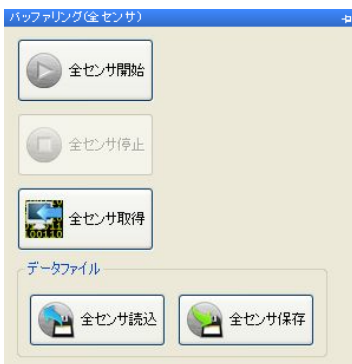 バッファリング(全センサ)
全センサ開始
全センサ停止
全センサ取得
データファイル
全センサ読込
全センサ保存